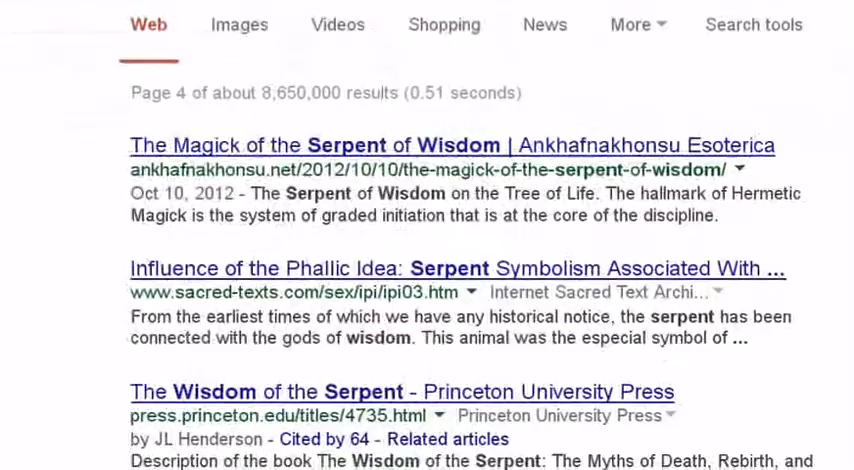 Web Images Videos Shopping News More Search tools
Page 4 of about 8,650,000 results (0.51 seconds)
The Magick of the Serpent of Wisdom | Ankhafnakhonsu Esoterica
ankhafnakhonsu.net/2012/10/10/the-magick-of-the-serpent-of-wisdom/
Oct 10, 2012 - The Serpent of Wisdom on the Tree of Life. The hallmark of Hermetic
Magick is the system of graded initiation that is at the core of the discipline.
Influence of the Phallic Idea: Serpent Symbolism Associated With ...
www.sacred-texts.com/sex/ipi/ipi03.htm Internet Sacred Text Archi...
From the earliest times of which we have any historical notice, the serpent has been
connected with the gods of wisdom. This animal was the especial symbol of ...
The Wisdom of the Serpent - Princeton University Press
press.princeton.edu/titles/4735.html Princeton University Press
by JL Henderson - Cited by 64 - Related articles
Description of the book The Wisdom of the Serpent: The Myths of Death, Rebirth, and